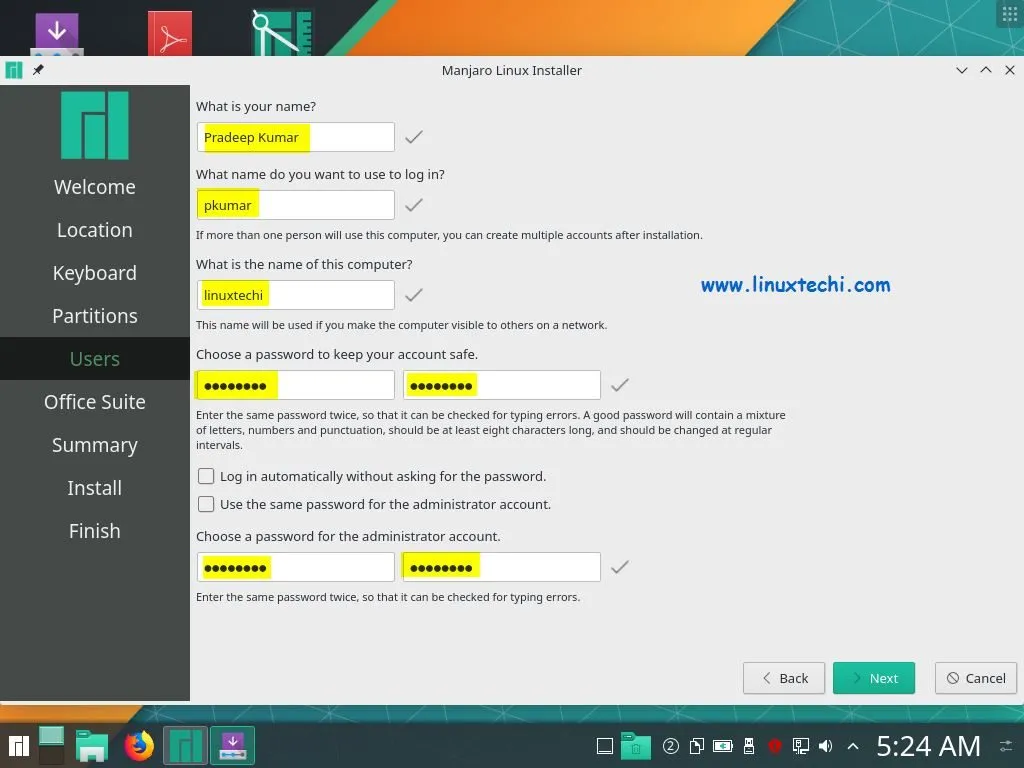 Manjaro Linux Installer
What is your name?
Pradeep Kumar
What name do you want to use to log in?
pkumar
If more than one person will use this computer, you can create multiple accounts after installation.
What is the name of this computer?
linuxtechi
This name will be used if you make the computer visible to others on a network.
www.linuxtechi.com
Choose a password to keep your account safe.
●●●●●●●● ●●●●●●●●
Enter the same password twice, so that it can be checked for typing errors. A good password will contain a mixture
of letters, numbers and punctuation, should be at least eight characters long, and should be changed at regular
intervals.
Log in automatically without asking for the password.
Use the same password for the administrator account.
Choose a password for the administrator account.
●●●●●●●● ●●●●●●●●
Enter the same password twice, so that it can be checked for typing errors.
Welcome
Location
Keyboard
Partitions
Users
Office Suite
Summary
Install
Finish
Back Next Cancel
2 5:24 AM